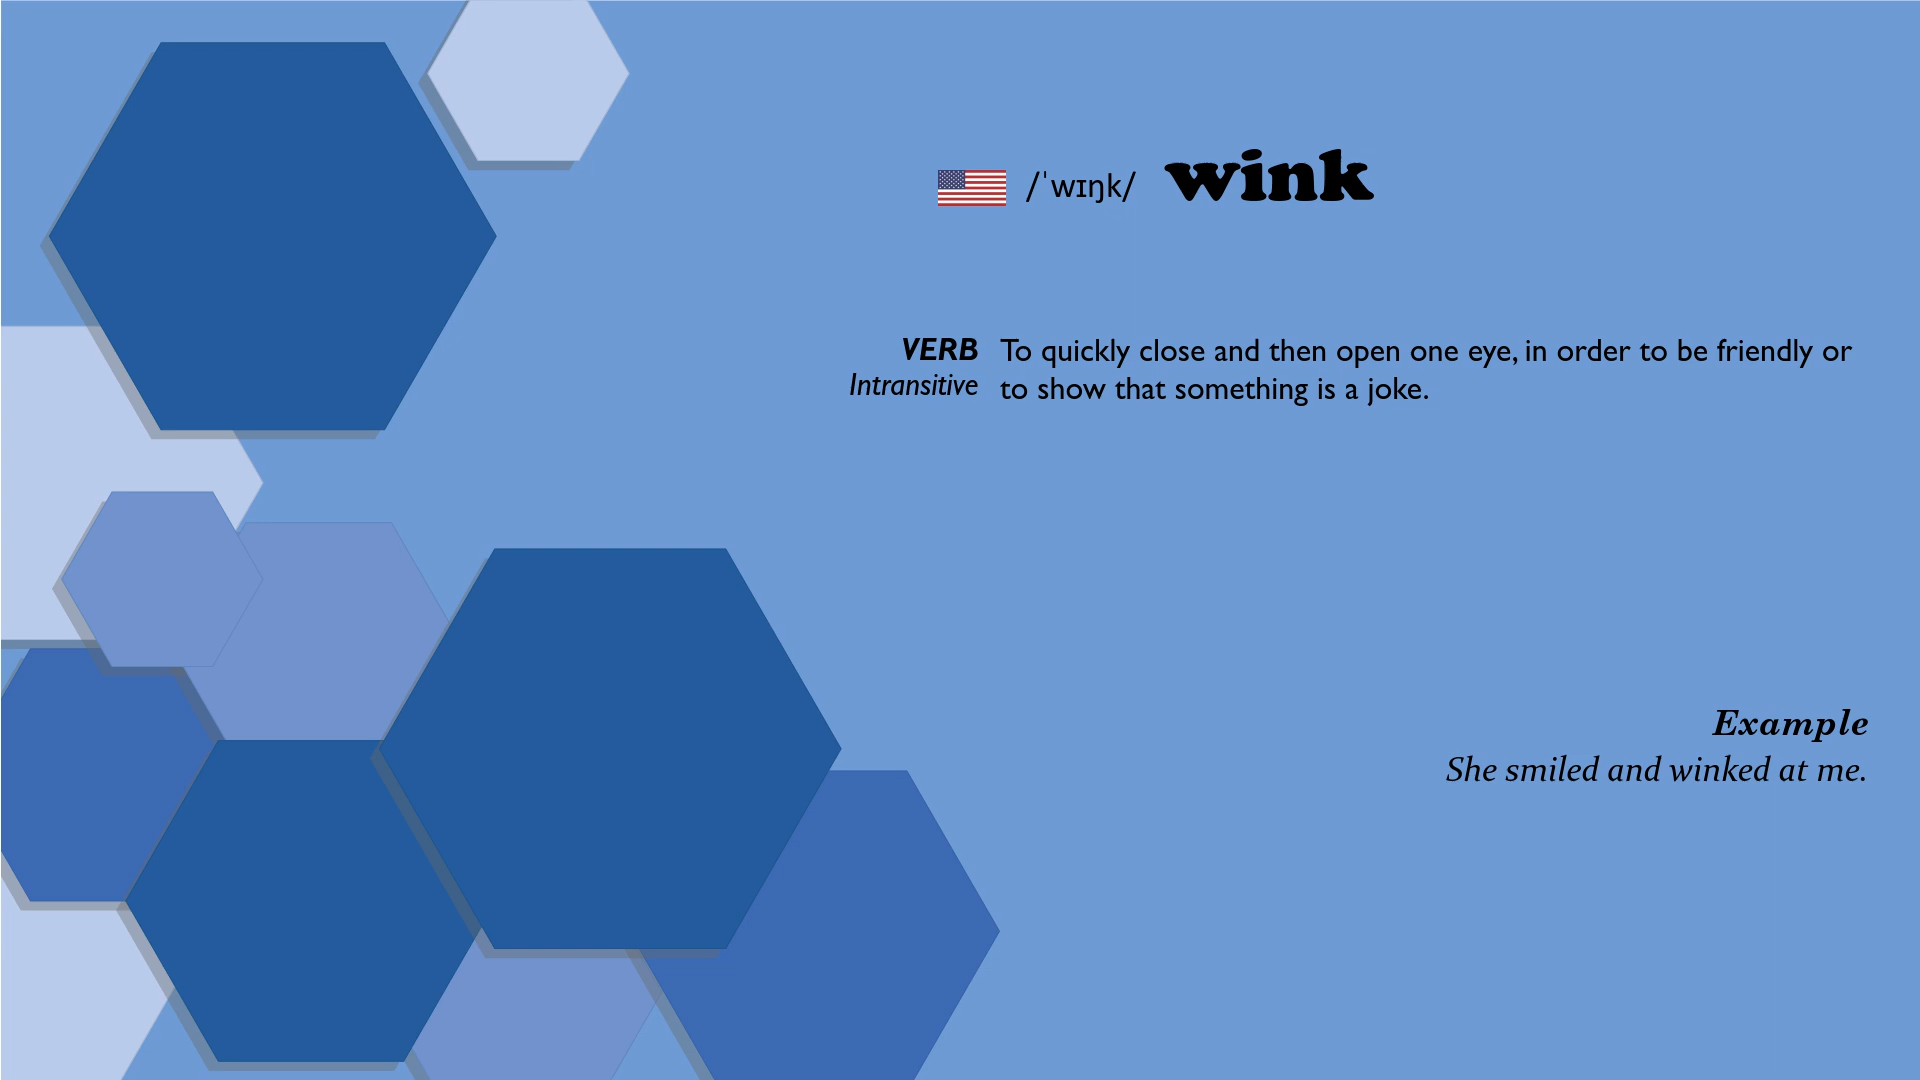 /ˈwɪŋk/ wink
VERB To quickly close and then open one eye, in order to be friendly or
Intransitive to show that something is a joke.
Example
She smiled and winked at me.